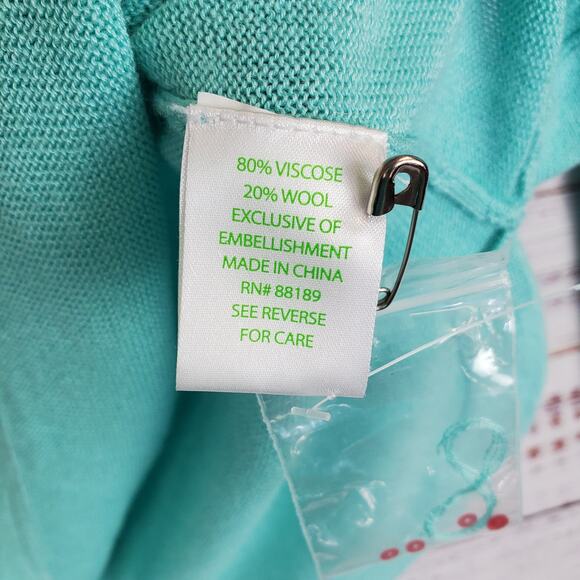 80% VISCOSE
20% WOOL
EXCLUSIVE OF
EMBELLISHMENT
MADE IN CHINA
RN# 88189
SEE REVERSE
FOR CARE